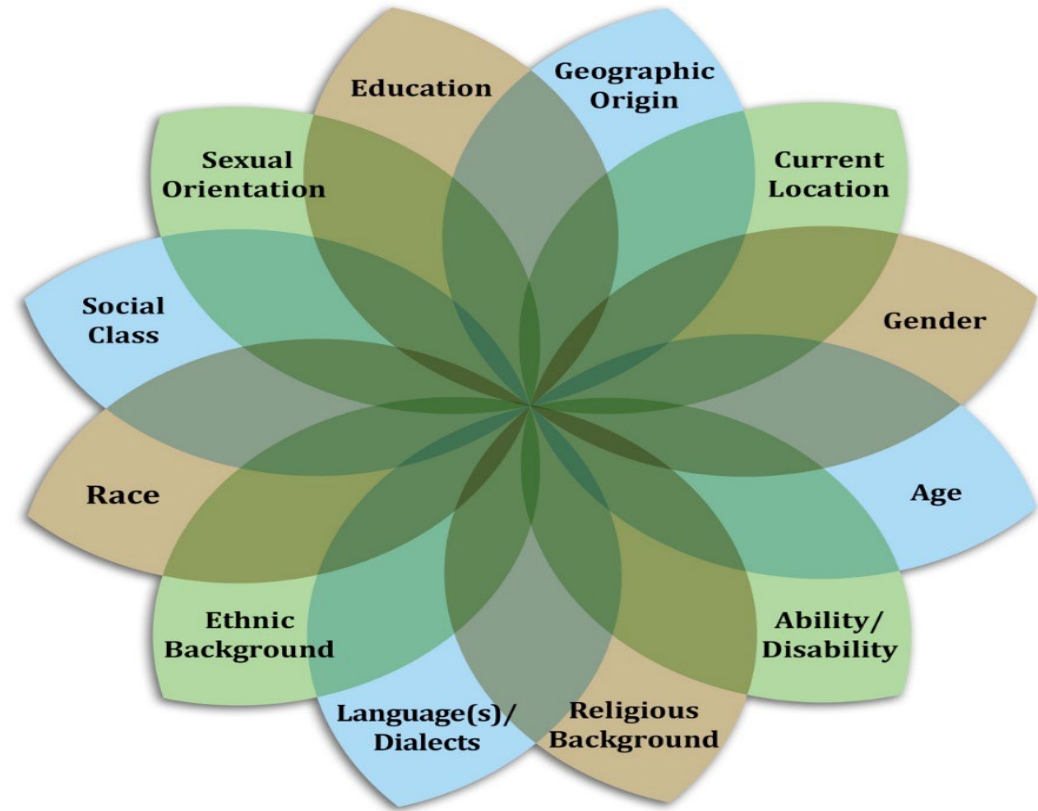 Education
Geographic
Origin
Current
Location
Gender
Age
Ability/
Disability
Religious
Background
Language(s)/
Dialects
Ethnic
Background
Race
Social
Class
Sexual
Orientation